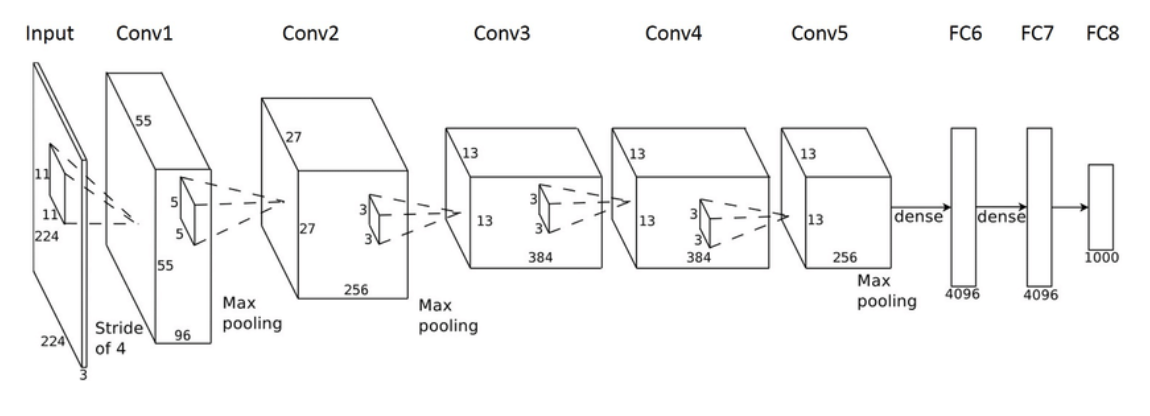 Input Conv1 Conv2 Conv3 Conv4 Conv5 FC6 FC7 FC8
11
11
224
224
3
Stride
of 4
55
5
5
55
96
Max
pooling
27
3
27
3
256
Max
pooling
13
3
13
3
384
13
3
13
3
384
13
13
256
Max
pooling
dense
4096
dense
4096
1000